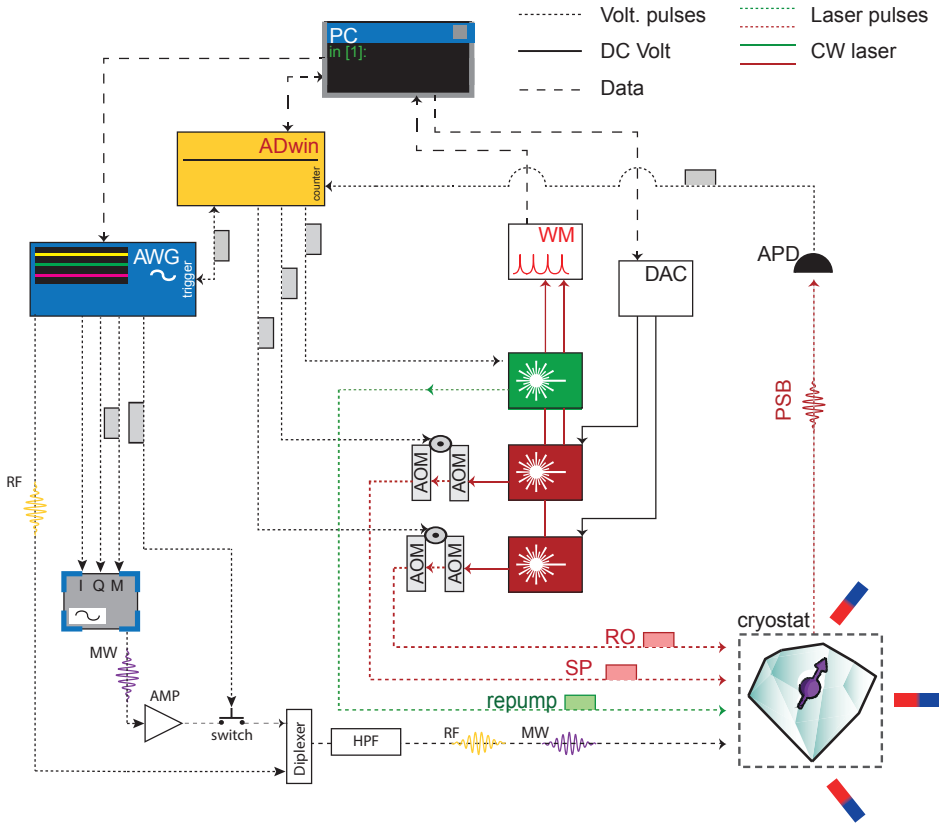 Volt. pulses
Laser pulses
PC
in [1]:
DC Volt
CW laser
Data
ADwin
counter
WM
AWG
trigger
DAC
APD
PSB
AOM
AOM
RF
AOM
AOM
I Q M
cryostat
RO
MW
SP
AMP
repump
switch
Diplexer
HPF
RF
MW